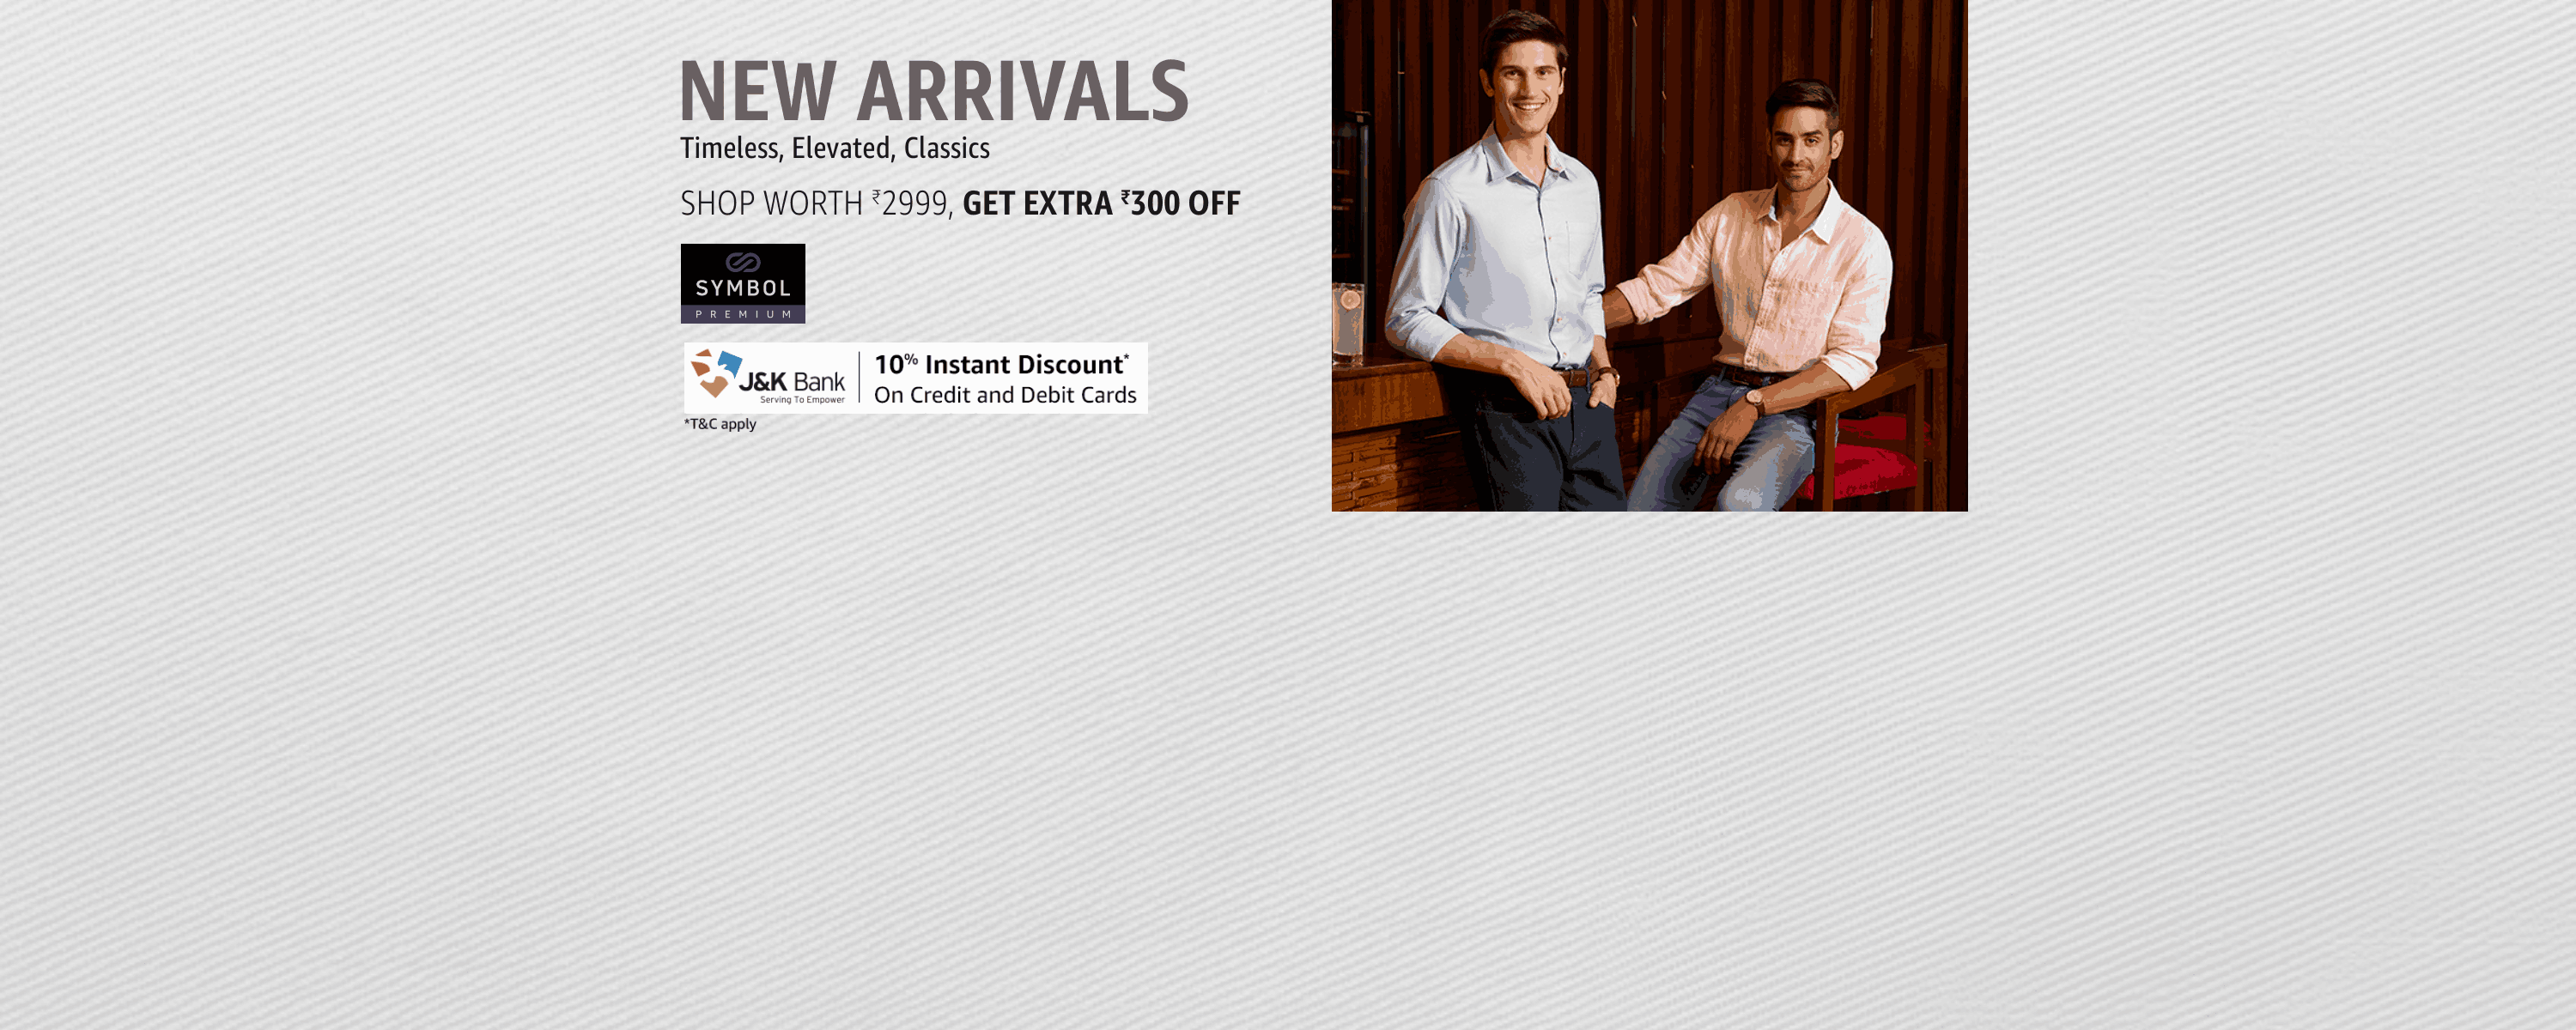 NEW ARRIVALS
Timeless, Elevated, Classics
SHOP WORTH ₹2999, GET EXTRA ₹300 OFF
SYMBOL
PREMIUM
J&K Bank
Serving To Empower
10% Instant Discount*
On Credit and Debit Cards
*T&C apply